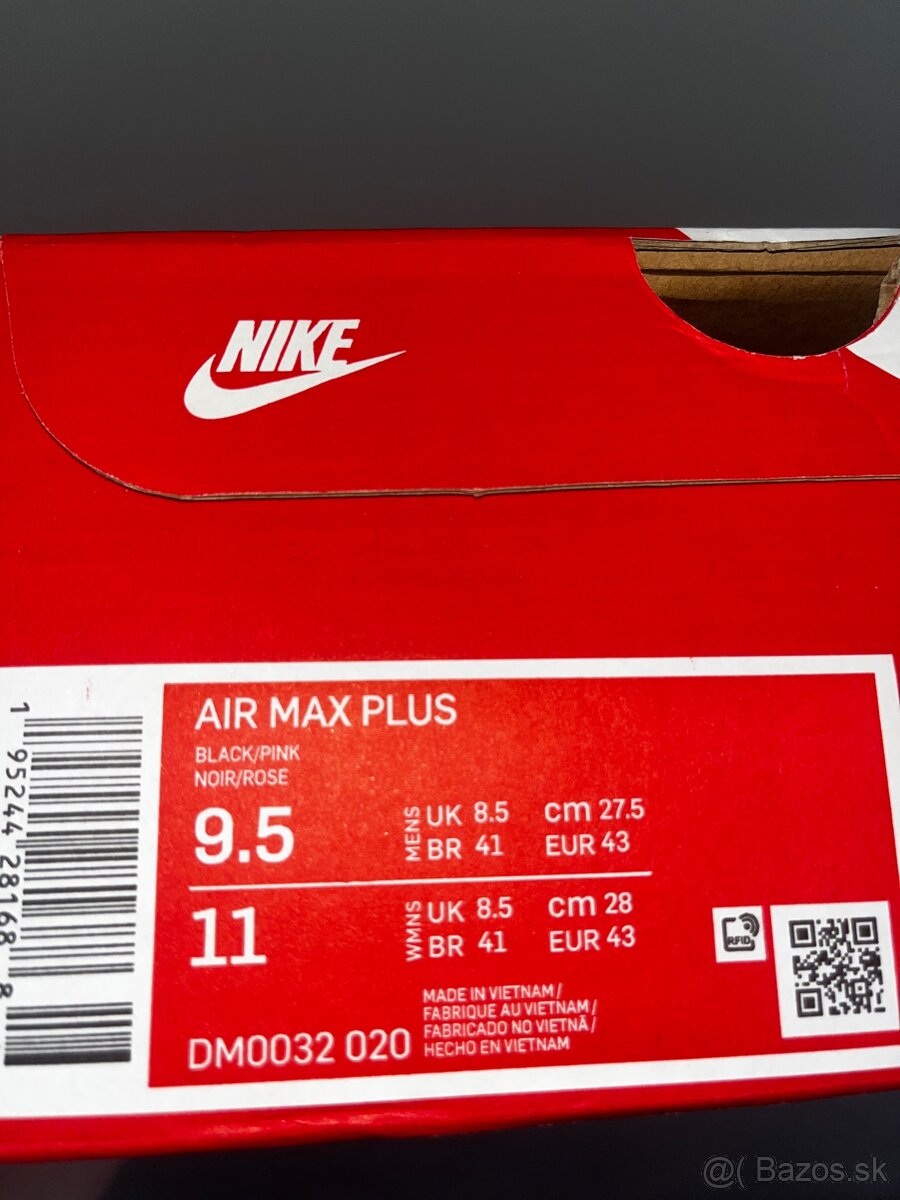 NIKE
AIR MAX PLUS
BLACK/PINK
NOIR/ROSE
9.5
MENS
UK 8.5 cm 27.5
BR 41 EUR 43
11
WMNS
UK 8.5 cm 28
BR 41 EUR 43
RFID
MADE IN VIETNAM /
FABRIQUE AU VIETNAM /
FABRICADO NO VIETNÃ /
HECHO EN VIETNAM
DM0032 020
1 95244 28168 8
@( Bazos.sk